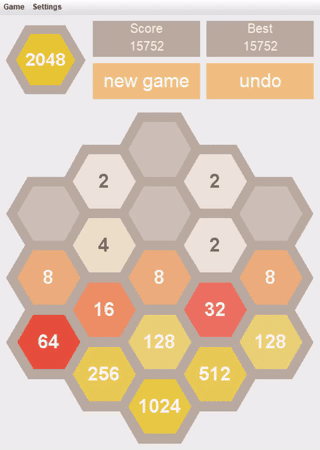 Game Settings
2048
Score
15752
Best
15752
new game
undo
2 2
4 2
8 8 8
16 32
64 128 128
256 512
1024